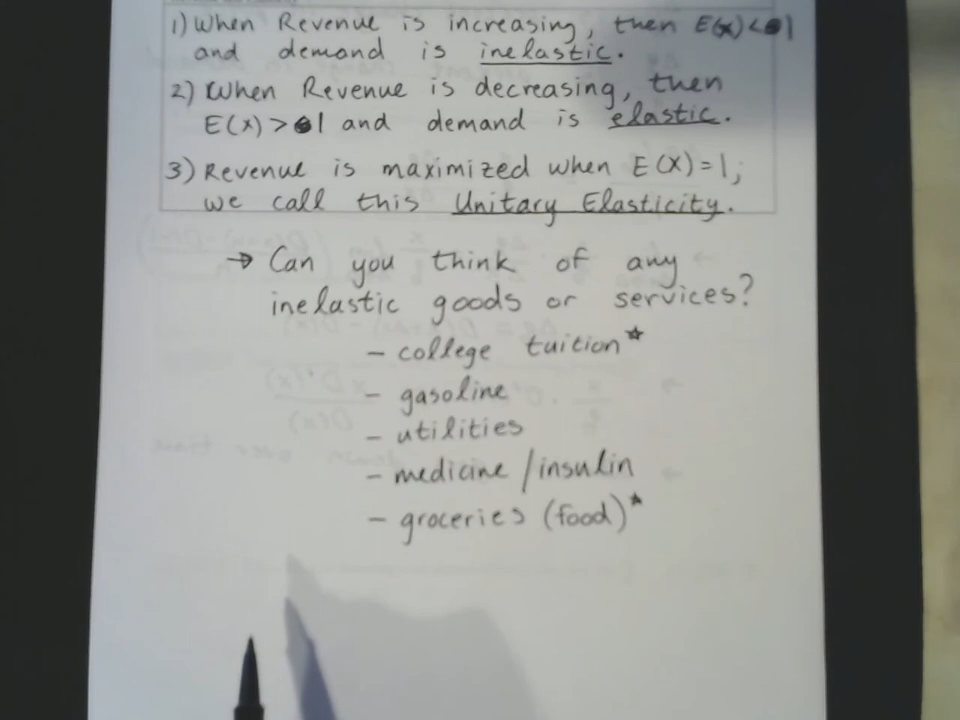 1) When Revenue is increasing, then E(x) < 1
and demand is inelastic.
2) When Revenue is decreasing, then
E(x) > 1 and demand is elastic.
3) Revenue is maximized when E(x) = 1,
we call this Unitary Elasticity.
→ Can you think of any
inelastic goods or services?
- college tuition*
- gasoline
- utilities
- medicine/insulin
- groceries (food)*